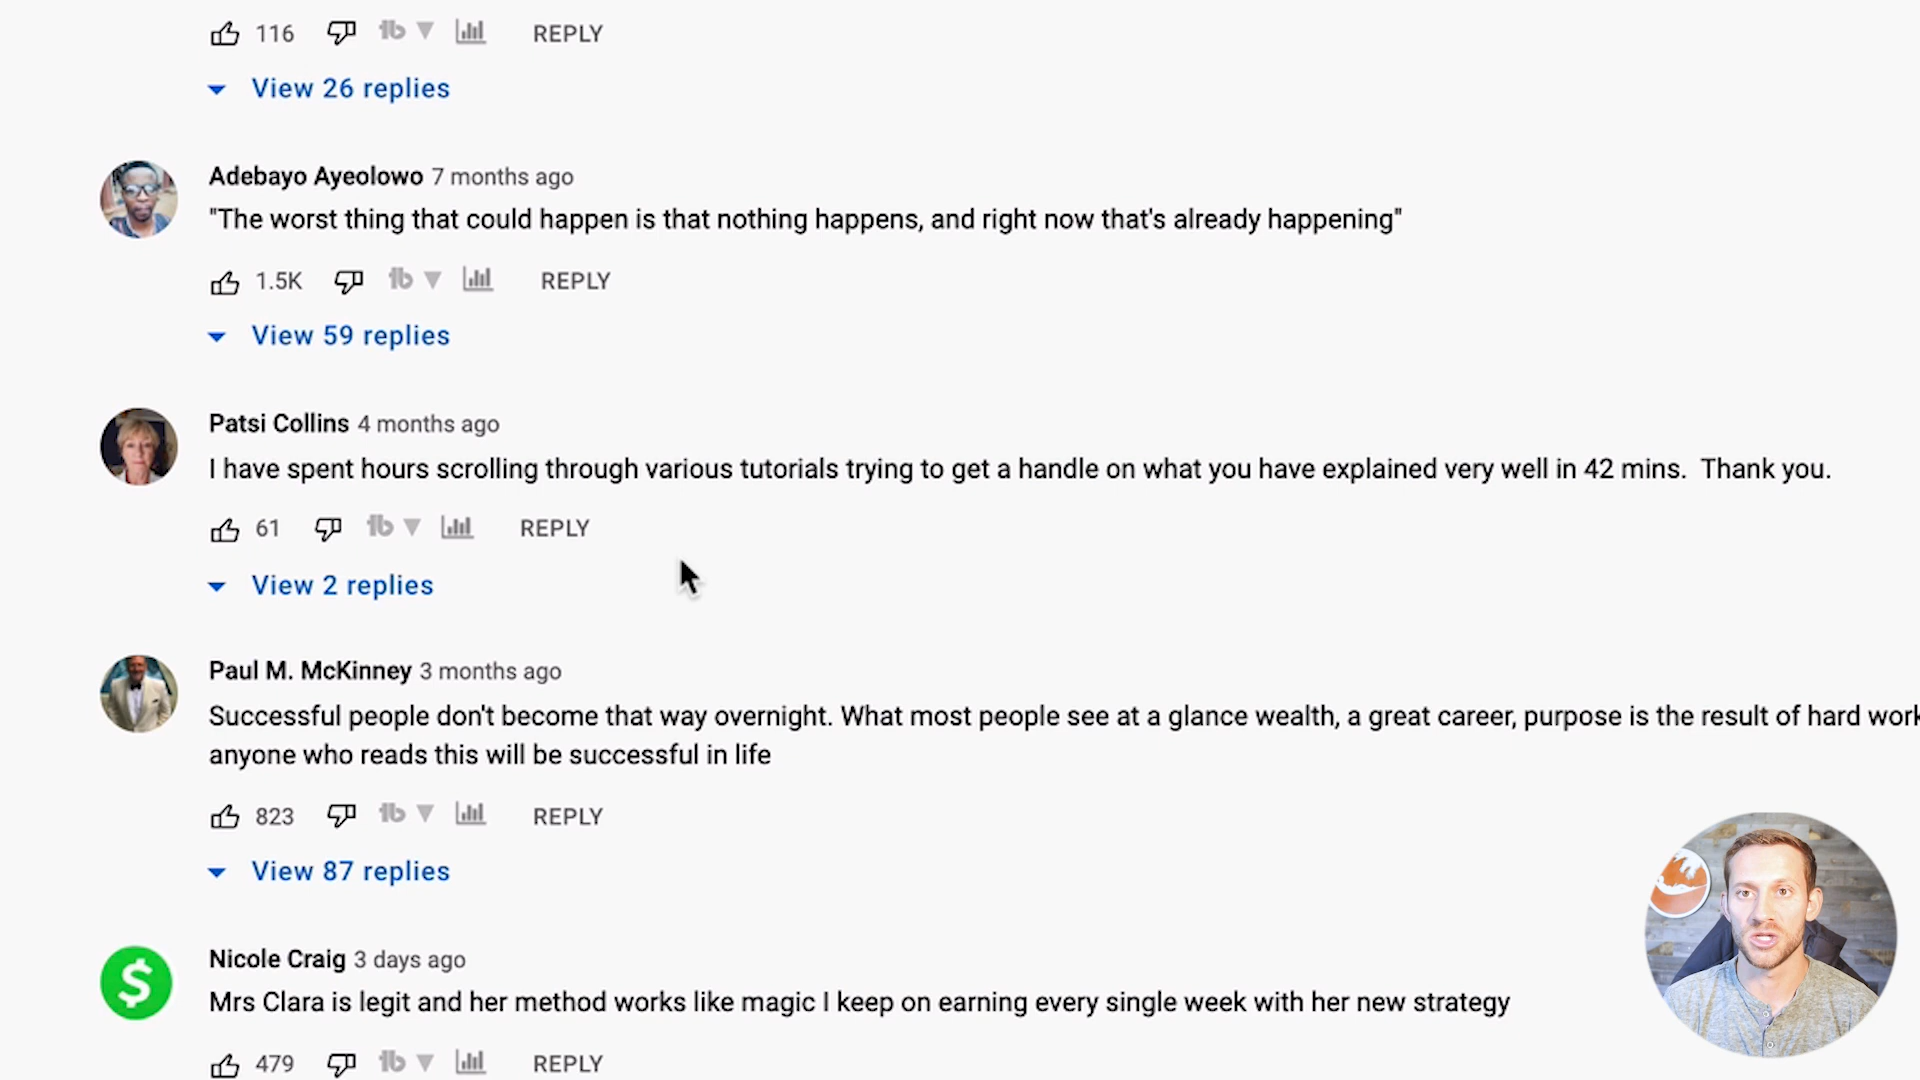 116 REPLY
View 26 replies
Adebayo Ayeolowo 7 months ago
"The worst thing that could happen is that nothing happens, and right now that's already happening"
1.5K REPLY
View 59 replies
Patsi Collins 4 months ago
I have spent hours scrolling through various tutorials trying to get a handle on what you have explained very well in 42 mins. Thank you.
61 REPLY
View 2 replies
Paul M. McKinney 3 months ago
Successful people don't become that way overnight. What most people see at a glance wealth, a great career, purpose is the result of hard work
anyone who reads this will be successful in life
823 REPLY
View 87 replies
Nicole Craig 3 days ago
$
Mrs Clara is legit and her method works like magic I keep on earning every single week with her new strategy
479 REPLY